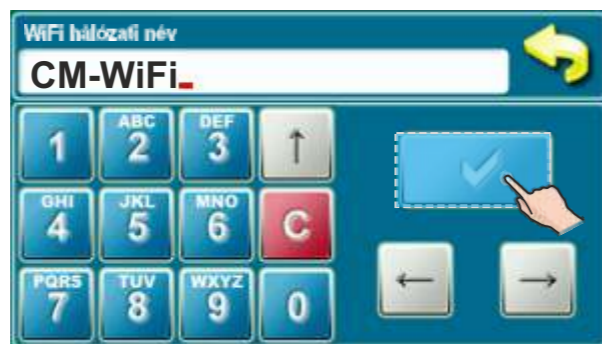 WiFi hálózati név
CM-WiFi
1 ABC 2 DEF 3 ↑
GHI 4 JKL 5 MNO 6 C
PQRS 7 TUV 8 WXYZ 9 0 ← →